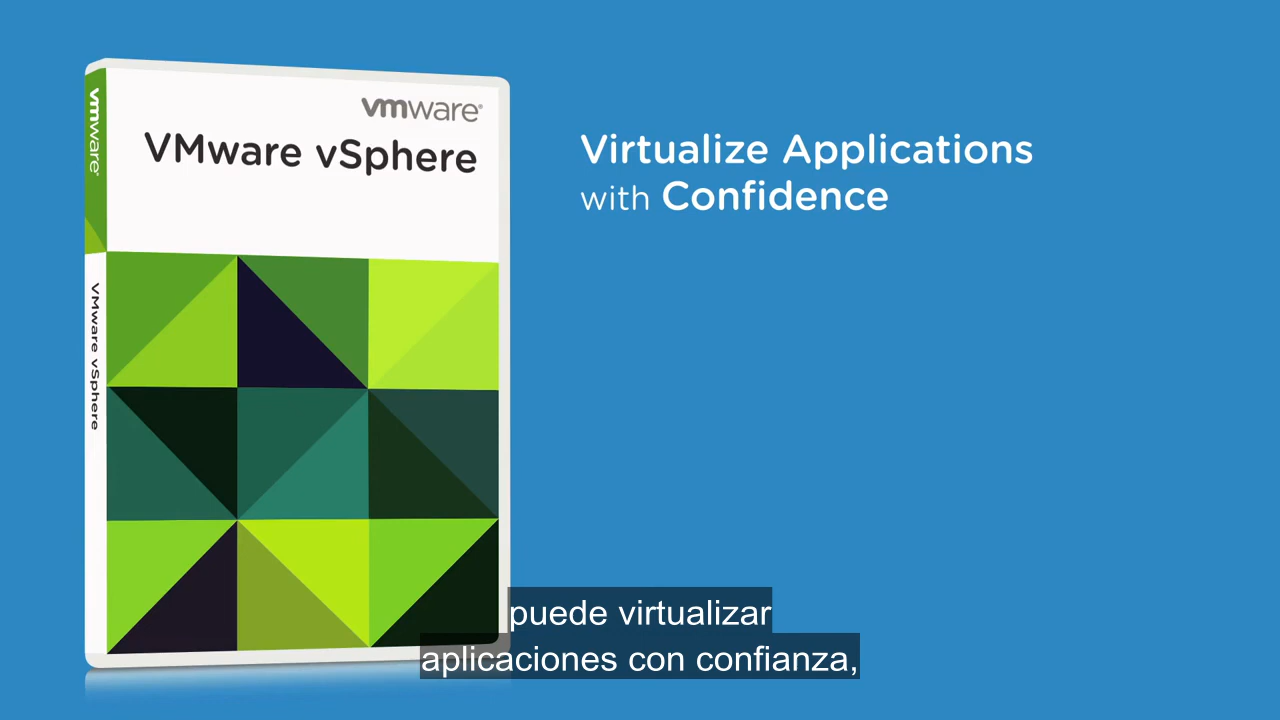 vmware
VMware vSphere
vmware
VMware vSphere
Virtualize Applications
with Confidence
puede virtualizar
aplicaciones con confianza,